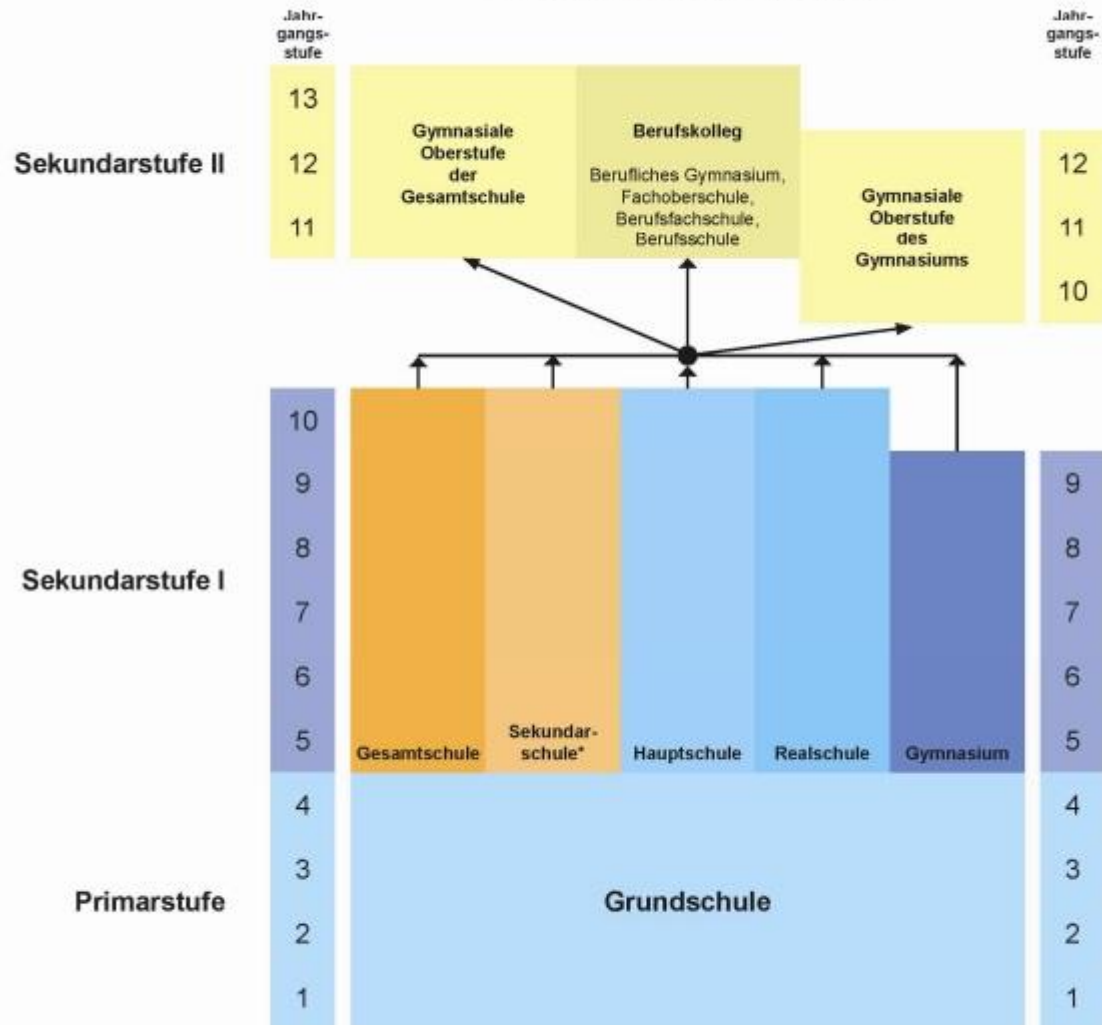 Jahr-
gangs-
stufe
Jahr-
gangs-
stufe
Sekundarstufe II
13
12
11
Gymnasiale
Oberstufe
der
Gesamtschule
Berufskolleg
Berufliches Gymnasium,
Fachoberschule,
Berufsfachschule,
Berufsschule
Gymnasiale
Oberstufe
des
Gymnasiums
12
11
10
Sekundarstufe I
10
9
8
7
6
5
Gesamtschule
Sekundar-
schule*
Hauptschule
Realschule
Gymnasium
9
8
7
6
5
Primarstufe
4
3
2
1
Grundschule
4
3
2
1